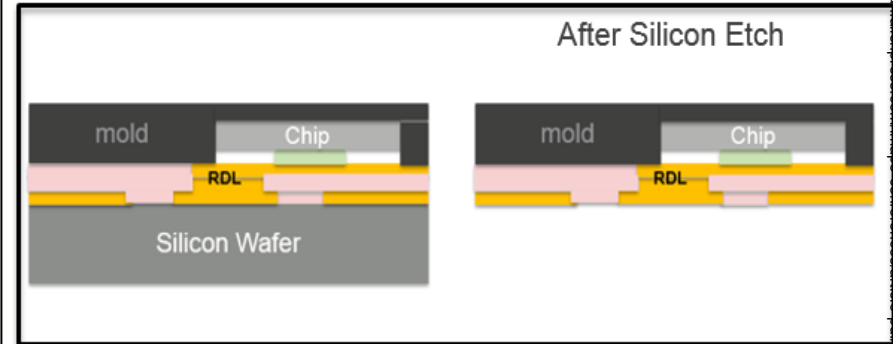 After Silicon Etch
mold
Chip
RDL
Silicon Wafer
mold
Chip
RDL